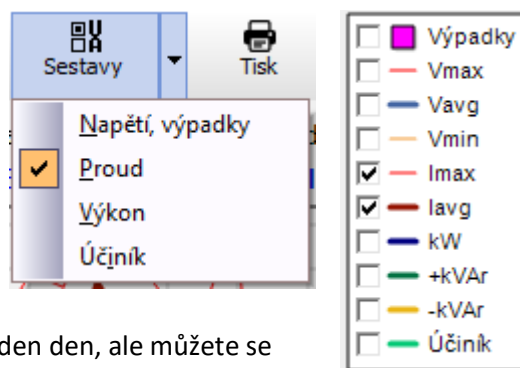 Sestavy
Tisk
Napětí, výpadky
Proud
Výkon
Účiník
den den, ale můžete se
Výpadky
Vmax
Vavg
Vmin
Imax
Iavg
kW
+kVAr
-kVAr
Účiník